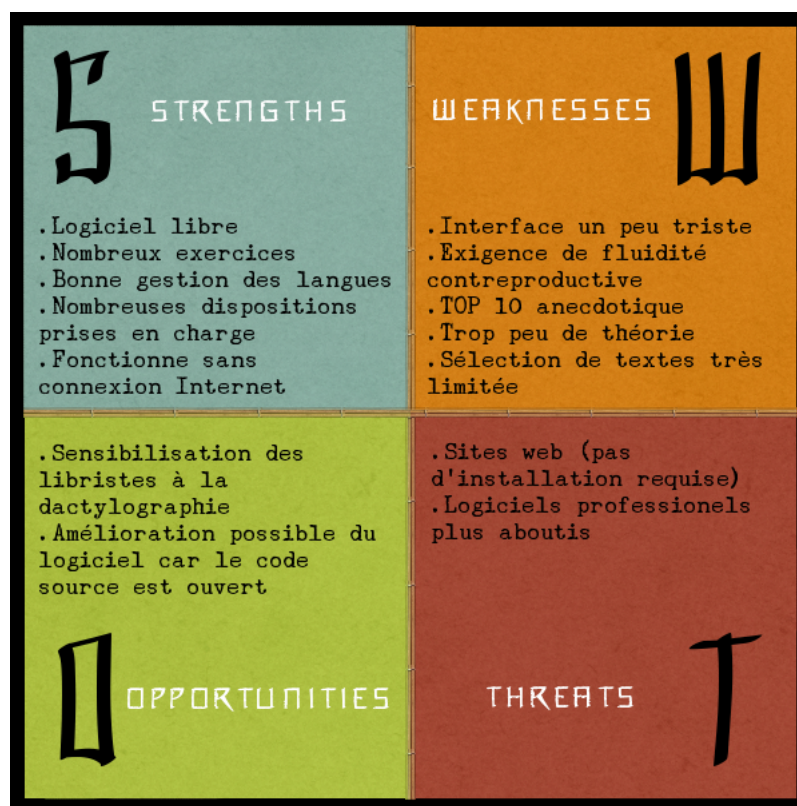 S
STRENGTHS
.Logiciel libre
.Nombreux exercices
.Bonne gestion des langues
.Nombreuses dispositions
prises en charge
.Fonctionne sans
connexion Internet
WEAKNESSES
W
.Interface un peu triste
.Exigence de fluidité
contreproductive
.TOP 10 anecdotique
.Trop peu de théorie
.Sélection de textes très
limitée
.Sensibilisation des
libristes à la
dactylographie
.Amélioration possible du
logiciel car le code
source est ouvert
O
OPPORTUNITIES
.Sites web (pas
d'installation requise)
.Logiciels professionels
plus aboutis
THREATS
T